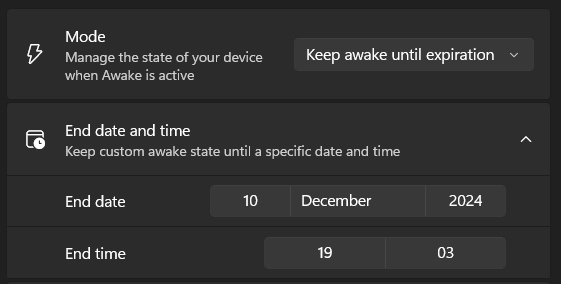 Mode
Manage the state of your device
when Awake is active
Keep awake until expiration
End date and time
Keep custom awake state until a specific date and time
End date
10 December 2024
End time
19 03